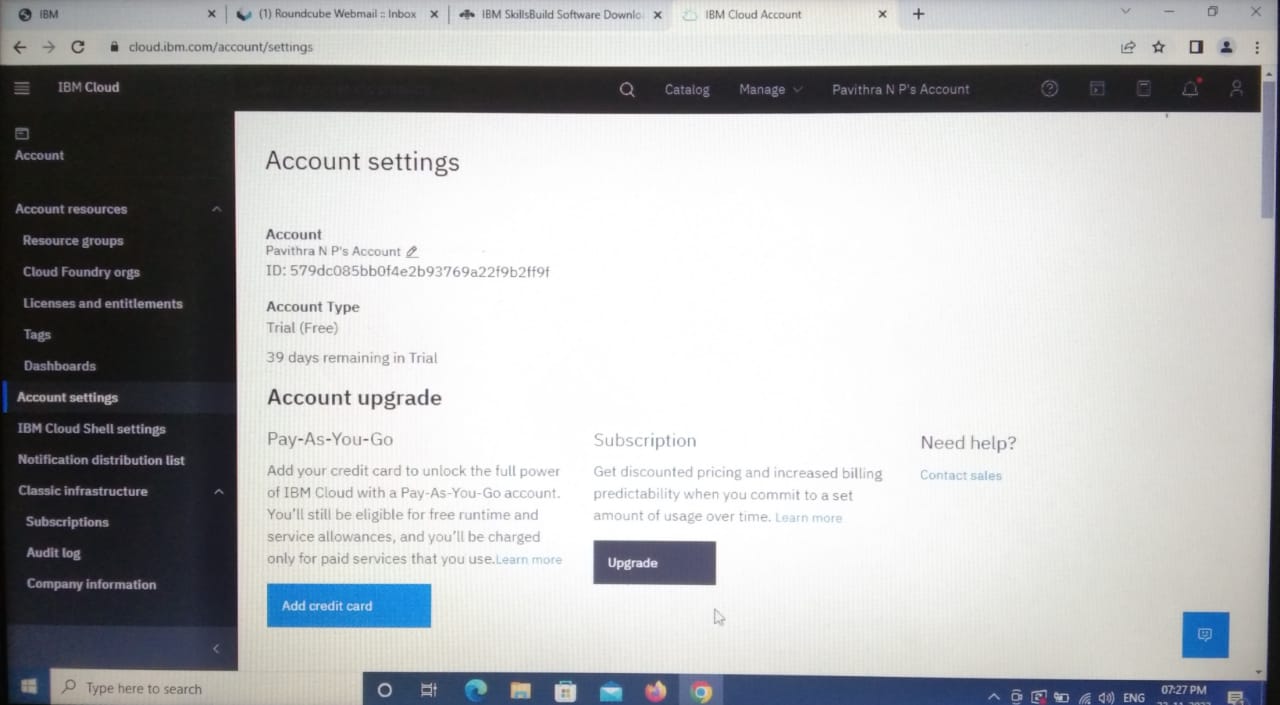 IBM
(1) Roundcube Webmail :: Inbox
IBM SkillsBuild Software Downlo
IBM Cloud Account
cloud.ibm.com/account/settings
IBM Cloud
Catalog
Manage
Pavithra N P's Account
Account
Account resources
Resource groups
Cloud Foundry orgs
Licenses and entitlements
Tags
Dashboards
Account settings
IBM Cloud Shell settings
Notification distribution list
Classic infrastructure
Subscriptions
Audit log
Company information
Account settings
Account
Pavithra N P's Account
ID: 579dc085bb0f4e2b93769a22f9b2ff9f
Account Type
Trial (Free)
39 days remaining in Trial
Account upgrade
Pay-As-You-Go
Add your credit card to unlock the full power
of IBM Cloud with a Pay-As-You-Go account.
You'll still be eligible for free runtime and
service allowances, and you'll be charged
only for paid services that you use.Learn more
Add credit card
Subscription
Get discounted pricing and increased billing
predictability when you commit to a set
amount of usage over time. Learn more
Upgrade
Need help?
Contact sales
Type here to search
ENG
07:27 PM